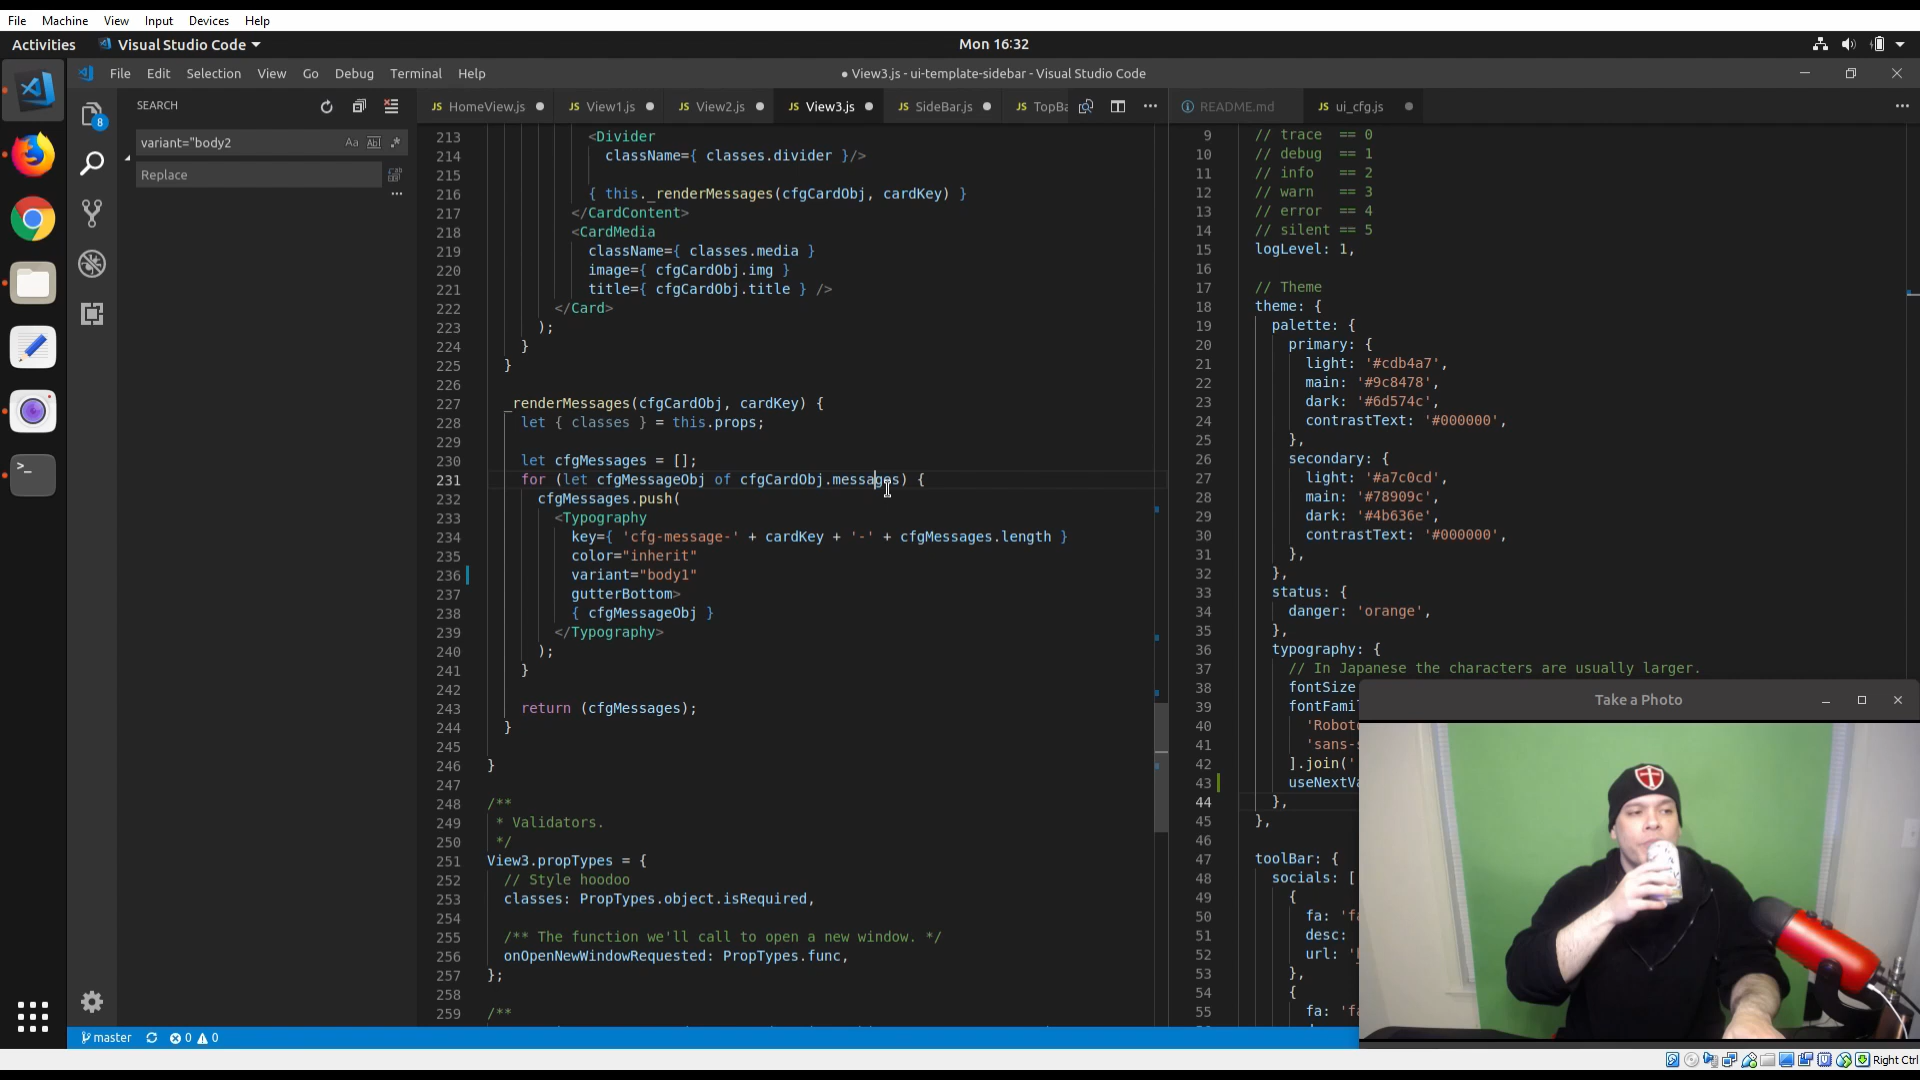 File Machine View Input Devices Help
Activities Visual Studio Code Mon 16:32
File Edit Selection View Go Debug Terminal Help ● View3.js - ui-template-sidebar - Visual Studio Code
SEARCH
JS HomeView.js JS View1.js JS View2.js JS View3.js JS SideBar.js JS TopBa
README.md JS ui_cfg.js
8
variant="body2 Aa Abl .*
Replace
213 <Divider
214 className={ classes.divider }/>
215
216 { this._renderMessages(cfgCardObj, cardKey) }
217 </CardContent>
218 <CardMedia
219 className={ classes.media }
220 image={ cfgCardObj.img }
221 title={ cfgCardObj.title } />
222 </Card>
223 );
224 }
225 }
226
227 _renderMessages(cfgCardObj, cardKey) {
228 let { classes } = this.props;
229
230 let cfgMessages = [];
231 for (let cfgMessageObj of cfgCardObj.messages) {
232 cfgMessages.push(
233 <Typography
234 key={ 'cfg-message-' + cardKey + '-' + cfgMessages.length }
235 color="inherit"
236 variant="body1"
237 gutterBottom>
238 { cfgMessageObj }
239 </Typography>
240 );
241 }
242
243 return (cfgMessages);
244 }
245
246 }
247
248 /**
249 * Validators.
250 */
251 View3.propTypes = {
252 // Style hoodoo
253 classes: PropTypes.object.isRequired,
254
255 /** The function we'll call to open a new window. */
256 onOpenNewWindowRequested: PropTypes.func,
257 };
258
259 /**
9 // trace == 0
10 // debug == 1
11 // info == 2
12 // warn == 3
13 // error == 4
14 // silent == 5
15 logLevel: 1,
16
17 // Theme
18 theme: {
19 palette: {
20 primary: {
21 light: '#cdb4a7',
22 main: '#9c8478',
23 dark: '#6d574c',
24 contrastText: '#000000',
25 },
26 secondary: {
27 light: '#a7c0cd',
28 main: '#78909c',
29 dark: '#4b636e',
30 contrastText: '#000000',
31 },
32 },
33 status: {
34 danger: 'orange',
35 },
36 typography: {
37 // In Japanese the characters are usually larger.
38 fontSize
39 fontFami
40 'Robot
41 'sans-s
42 ].join('
43 useNextVa
44 },
45 },
46
47 toolBar: {
48 socials: [
49 {
50 fa: 'fa
51 desc:
52 url: '
53 },
54 {
55 fa: 'fa
Take a Photo
master 0 0
Right Ctrl